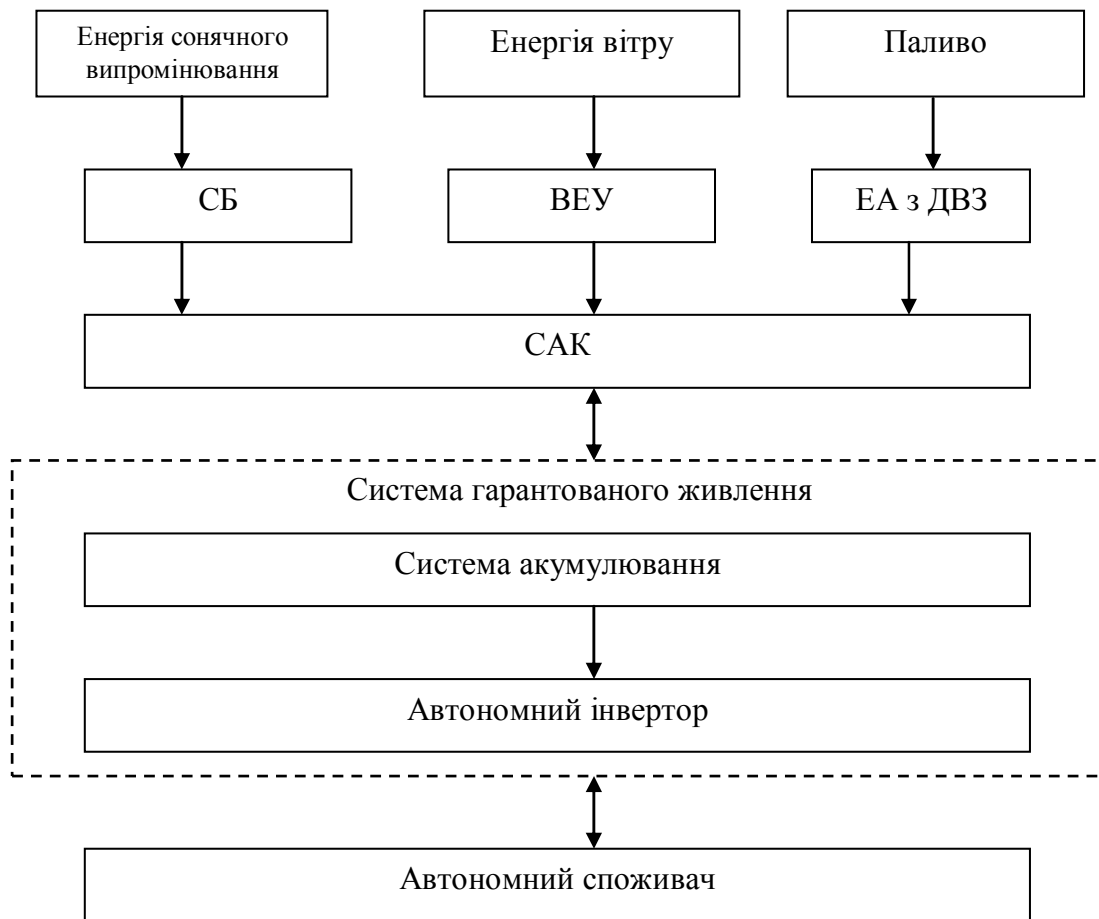 Енергія сонячного
випромінювання
Енергія вітру
Паливо
СБ
ВЕУ
ЕА з ДВЗ
САК
Система гарантованого живлення
Система акумулювання
Автономний інвертор
Автономний споживач